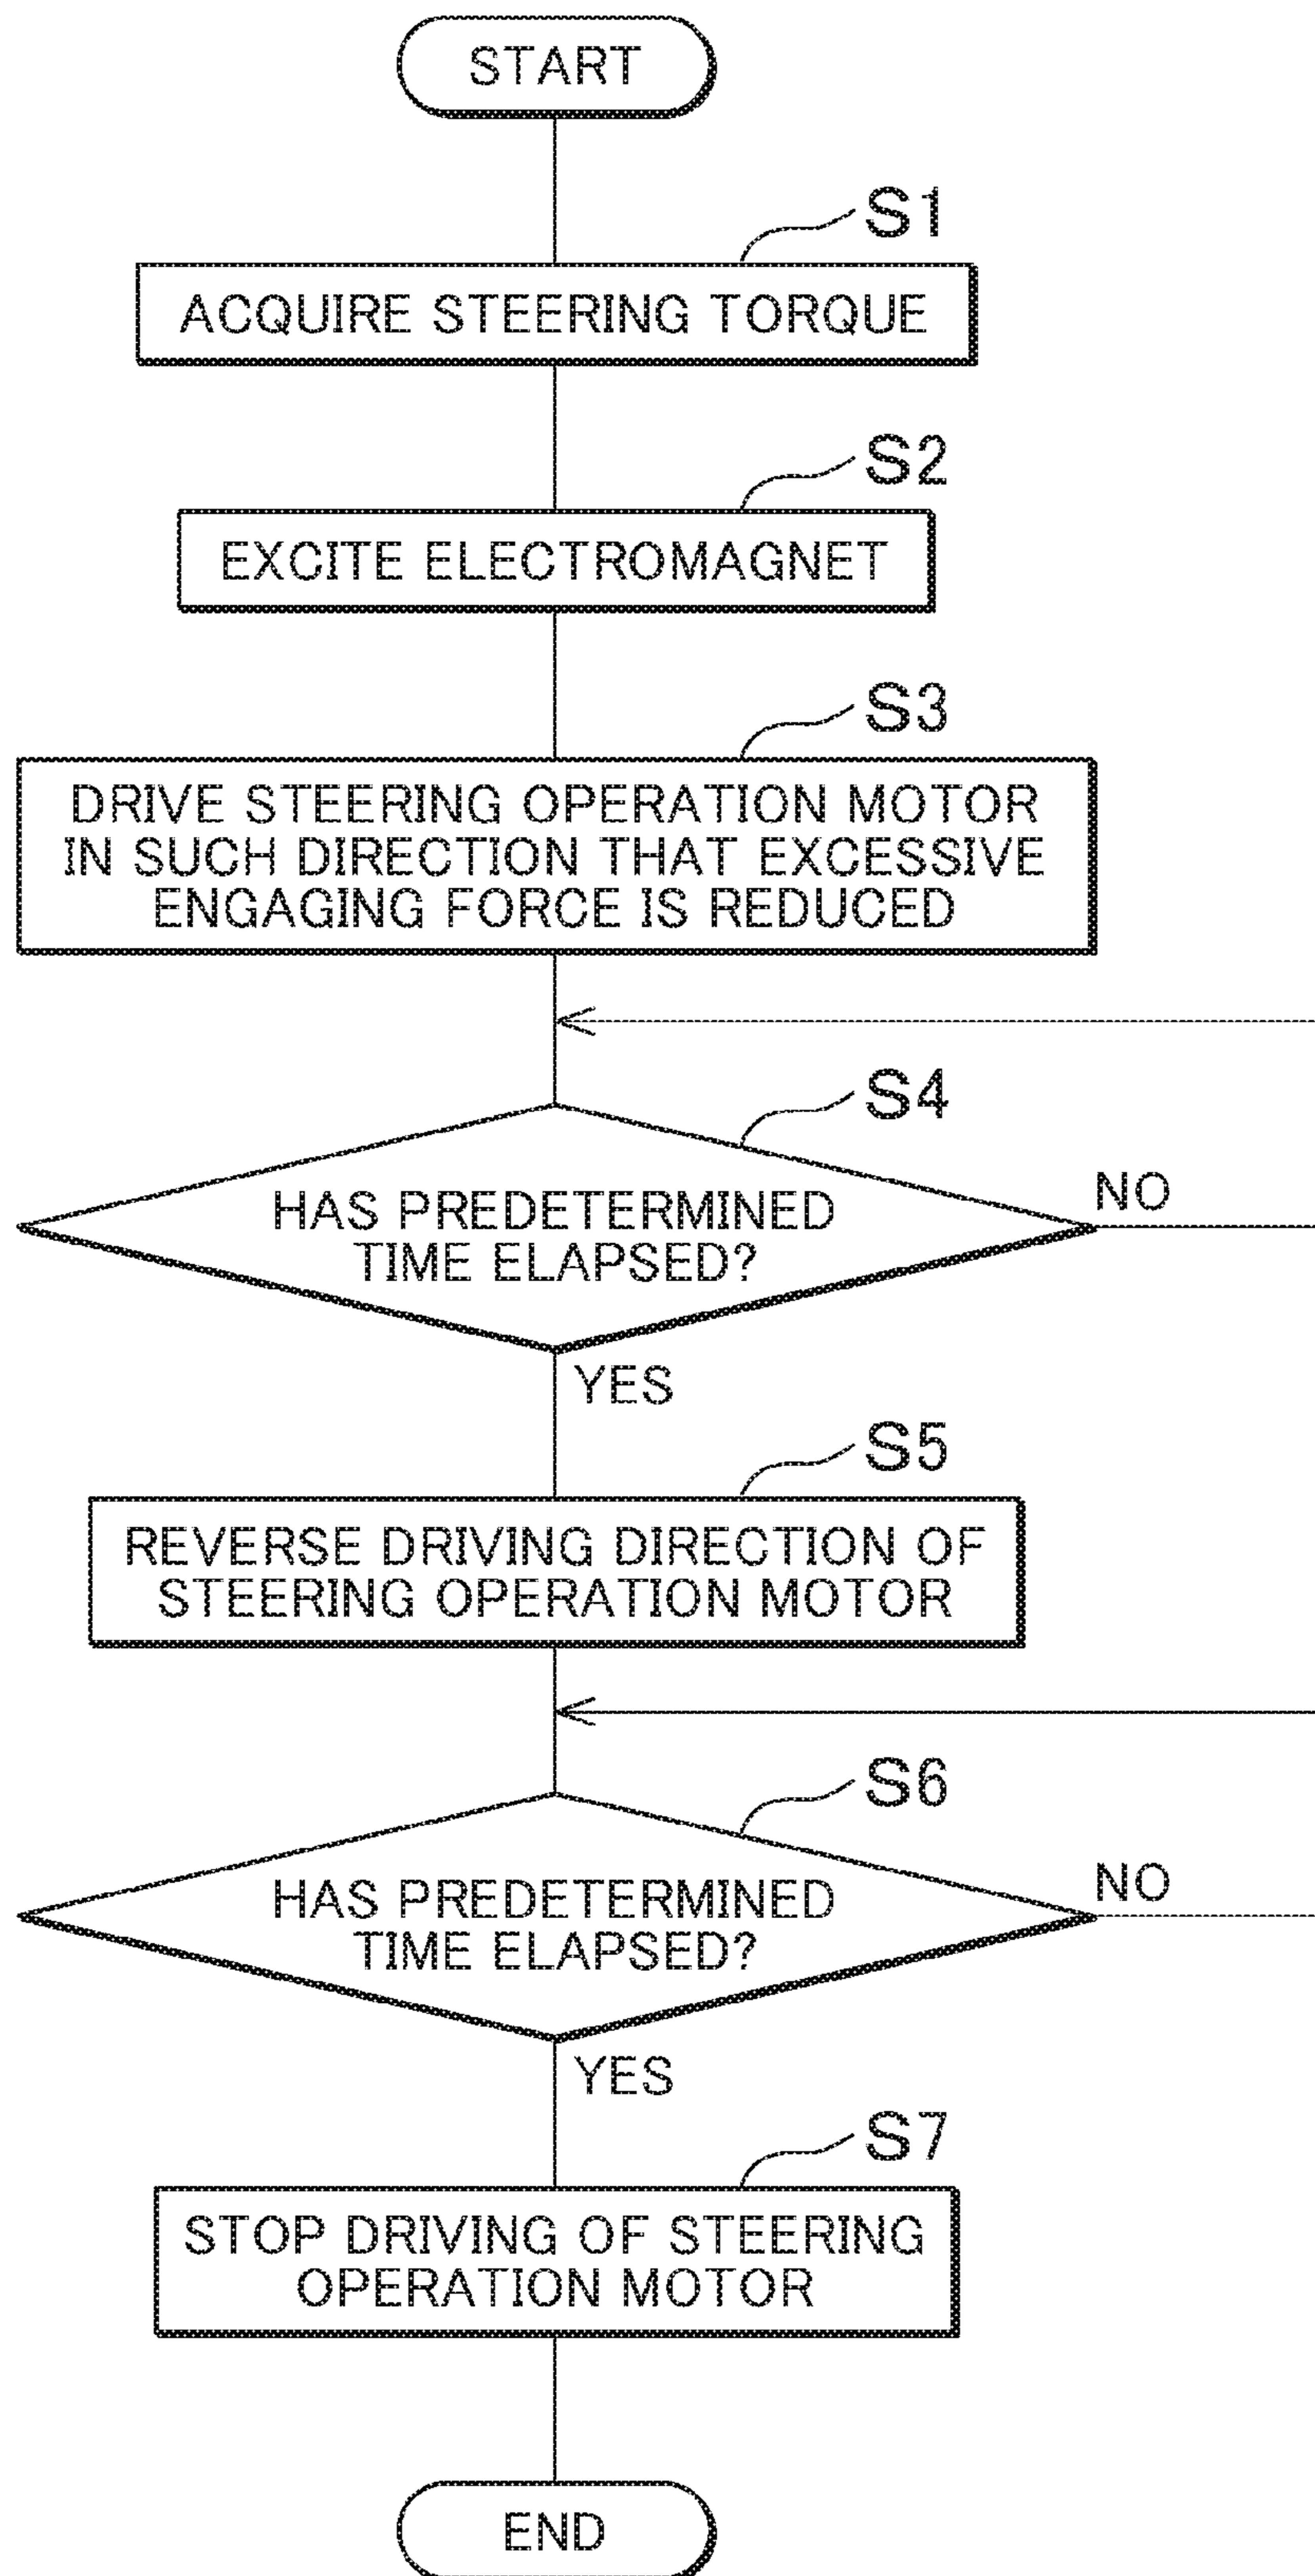 START
S1
ACQUIRE STEERING TORQUE
S2
EXCITE ELECTROMAGNET
S3
DRIVE STEERING OPERATION MOTOR
IN SUCH DIRECTION THAT EXCESSIVE
ENGAGING FORCE IS REDUCED
S4
HAS PREDETERMINED
TIME ELAPSED?
NO
YES
S5
REVERSE DRIVING DIRECTION OF
STEERING OPERATION MOTOR
S6
HAS PREDETERMINED
TIME ELAPSED?
NO
YES
S7
STOP DRIVING OF STEERING
OPERATION MOTOR
END